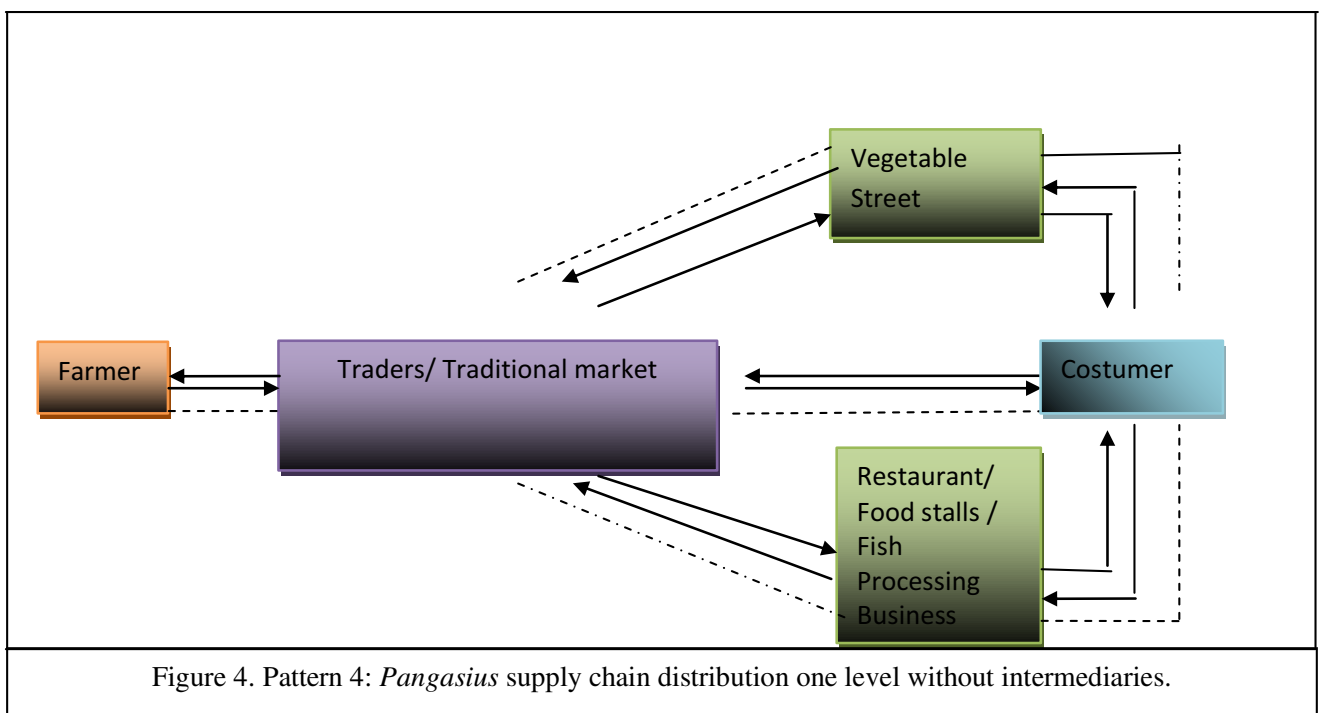 Vegetable
Street
Farmer
Traders/ Traditional market
Costumer
Restaurant/
Food stalls /
Fish
Processing
Business
Figure 4. Pattern 4: Pangasius supply chain distribution one level without intermediaries.